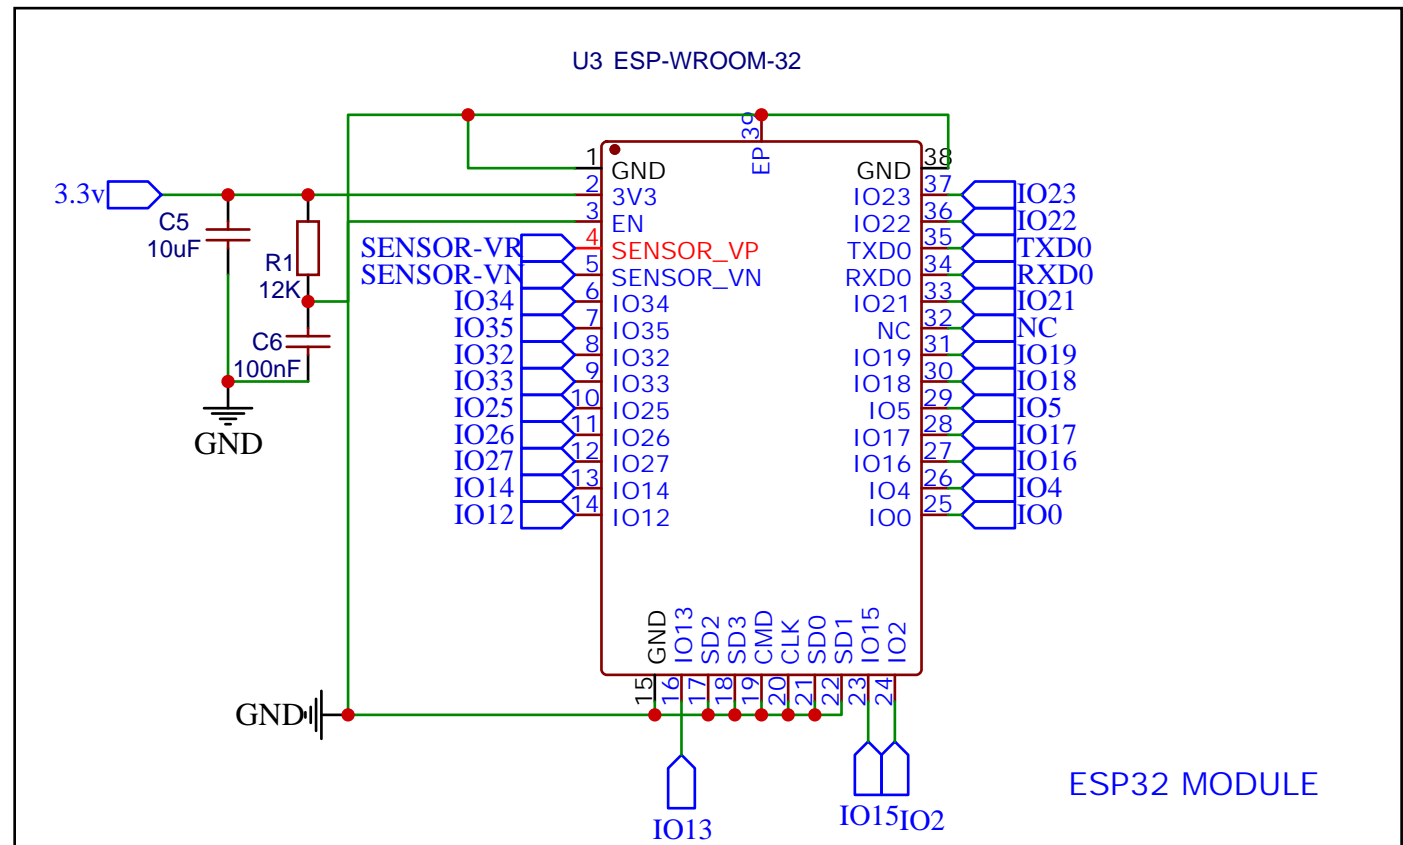 U3 ESP-WROOM-32
3.3v
C5
10uF
R1
12K
C6
100nF
GND
GND
SENSOR-VR
SENSOR-VN
IO34
IO35
IO32
IO33
IO25
IO26
IO27
IO14
IO12
1 GND
2 3V3
3 EN
4 SENSOR_VP
5 SENSOR_VN
6 IO34
7 IO35
8 IO32
9 IO33
10 IO25
11 IO26
12 IO27
13 IO14
14 IO12
EP 39
GND 38
IO23 37 IO23
IO22 36 IO22
TXD0 35 TXD0
RXD0 34 RXD0
IO21 33 IO21
NC 32 NC
IO19 31 IO19
IO18 30 IO18
IO5 29 IO5
IO17 28 IO17
IO16 27 IO16
IO4 26 IO4
IO0 25 IO0
15 GND
16 IO13
17 SD2
18 SD3
19 CMD
20 CLK
21 SD0
22 SD1
23 IO15
24 IO2
IO13
IO15
IO2
ESP32 MODULE